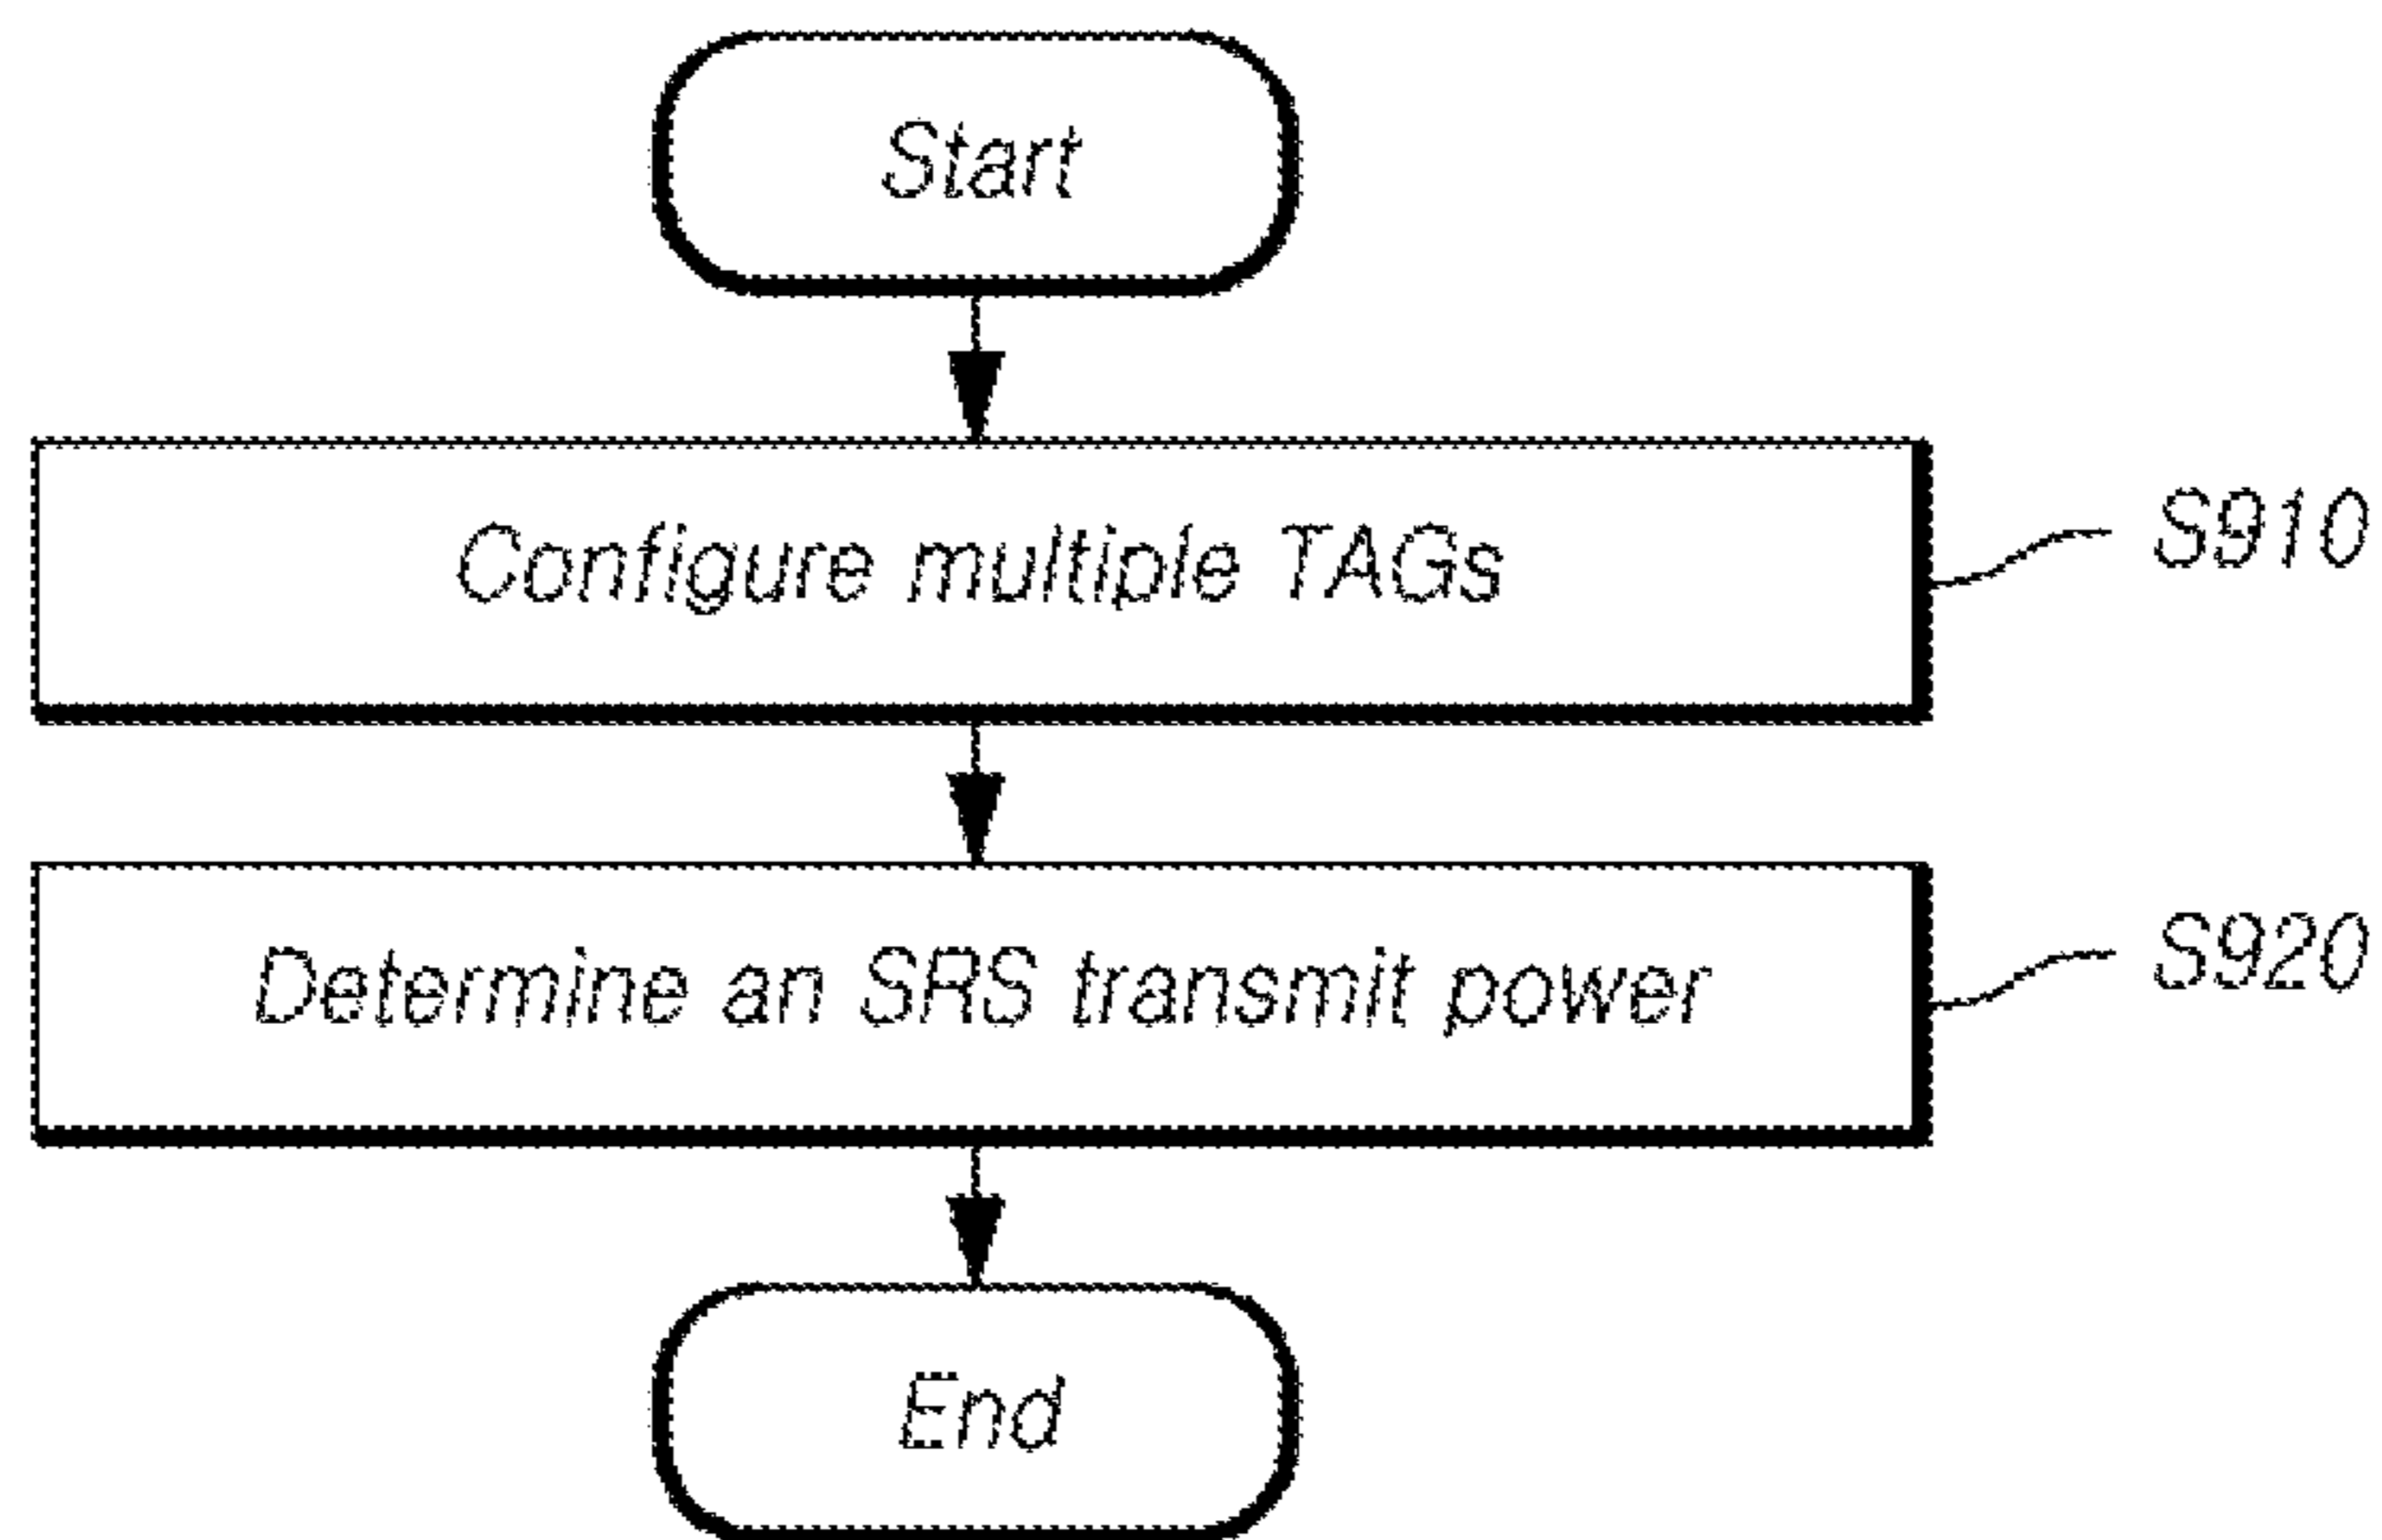 Start
Configure multiple TAGs
S910
Determine an SRS transmit power
S920
End